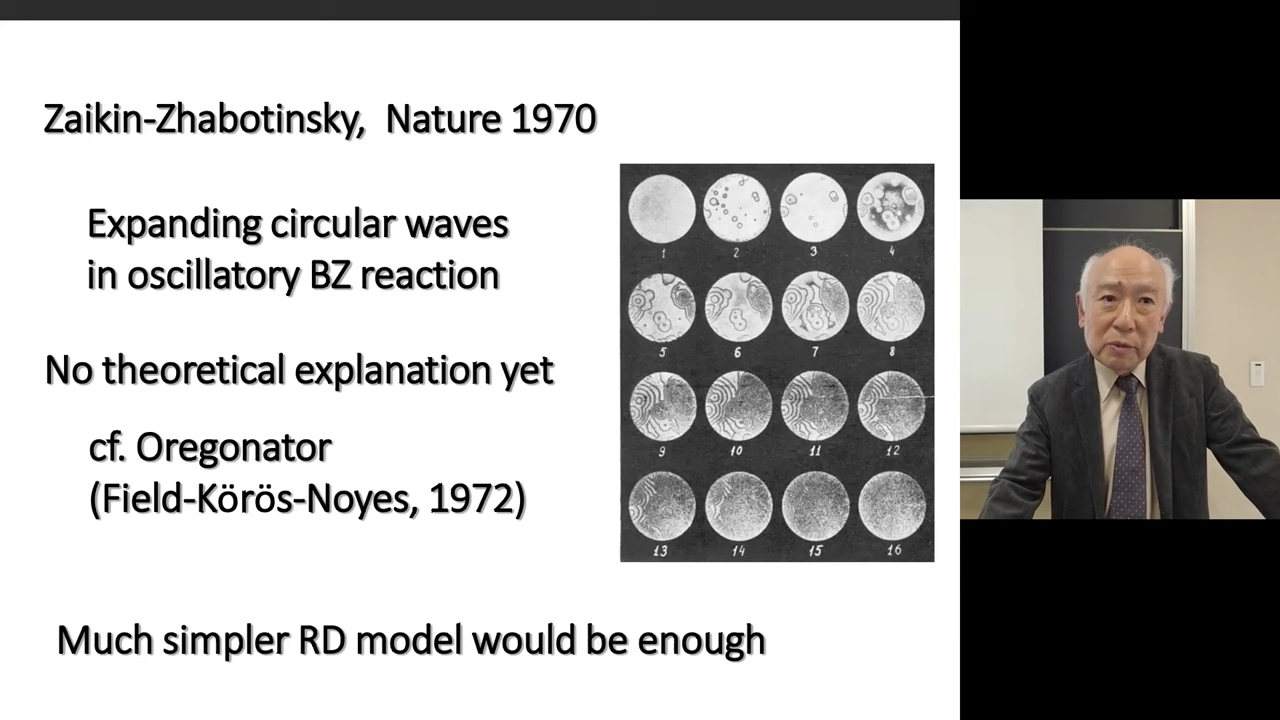 Zaikin-Zhabotinsky, Nature 1970
Expanding circular waves
in oscillatory BZ reaction
No theoretical explanation yet
cf. Oregonator
(Field-Körös-Noyes, 1972)
1 2 3 4
5 6 7 8
9 10 11 12
13 14 15 16
Much simpler RD model would be enough